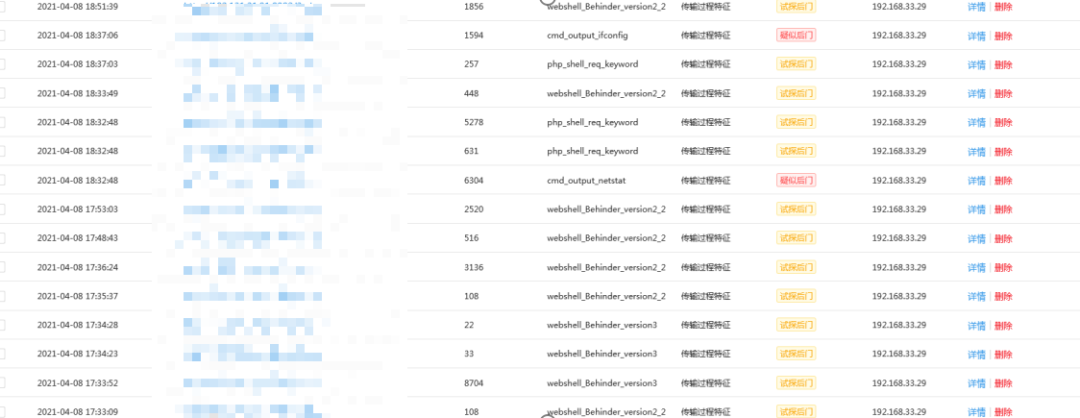 2021-04-08 18:51:39 1856 webshell_Behinder_version2_2 传输过程特征 试探后门 192.168.33.29 详情 删除
2021-04-08 18:37:06 1594 cmd_output_ifconfig 传输过程特征 疑似后门 192.168.33.29 详情 删除
2021-04-08 18:37:03 257 php_shell_req_keyword 传输过程特征 试探后门 192.168.33.29 详情 删除
2021-04-08 18:33:49 448 webshell_Behinder_version2_2 传输过程特征 试探后门 192.168.33.29 详情 删除
2021-04-08 18:32:48 5278 php_shell_req_keyword 传输过程特征 试探后门 192.168.33.29 详情 删除
2021-04-08 18:32:48 631 php_shell_req_keyword 传输过程特征 试探后门 192.168.33.29 详情 删除
2021-04-08 18:32:48 6304 cmd_output_netstat 传输过程特征 疑似后门 192.168.33.29 详情 删除
2021-04-08 17:53:03 2520 webshell_Behinder_version2_2 传输过程特征 试探后门 192.168.33.29 详情 删除
2021-04-08 17:48:43 516 webshell_Behinder_version2_2 传输过程特征 试探后门 192.168.33.29 详情 删除
2021-04-08 17:36:24 3136 webshell_Behinder_version2_2 传输过程特征 试探后门 192.168.33.29 详情 删除
2021-04-08 17:35:37 108 webshell_Behinder_version2_2 传输过程特征 试探后门 192.168.33.29 详情 删除
2021-04-08 17:34:28 22 webshell_Behinder_version3 传输过程特征 试探后门 192.168.33.29 详情 删除
2021-04-08 17:34:23 33 webshell_Behinder_version3 传输过程特征 试探后门 192.168.33.29 详情 删除
2021-04-08 17:33:52 8704 webshell_Behinder_version3 传输过程特征 试探后门 192.168.33.29 详情 删除
2021-04-08 17:33:09 108 webshell_Behinder_version2_2 传输过程特征 试探后门 192.168.33.29 详情 删除